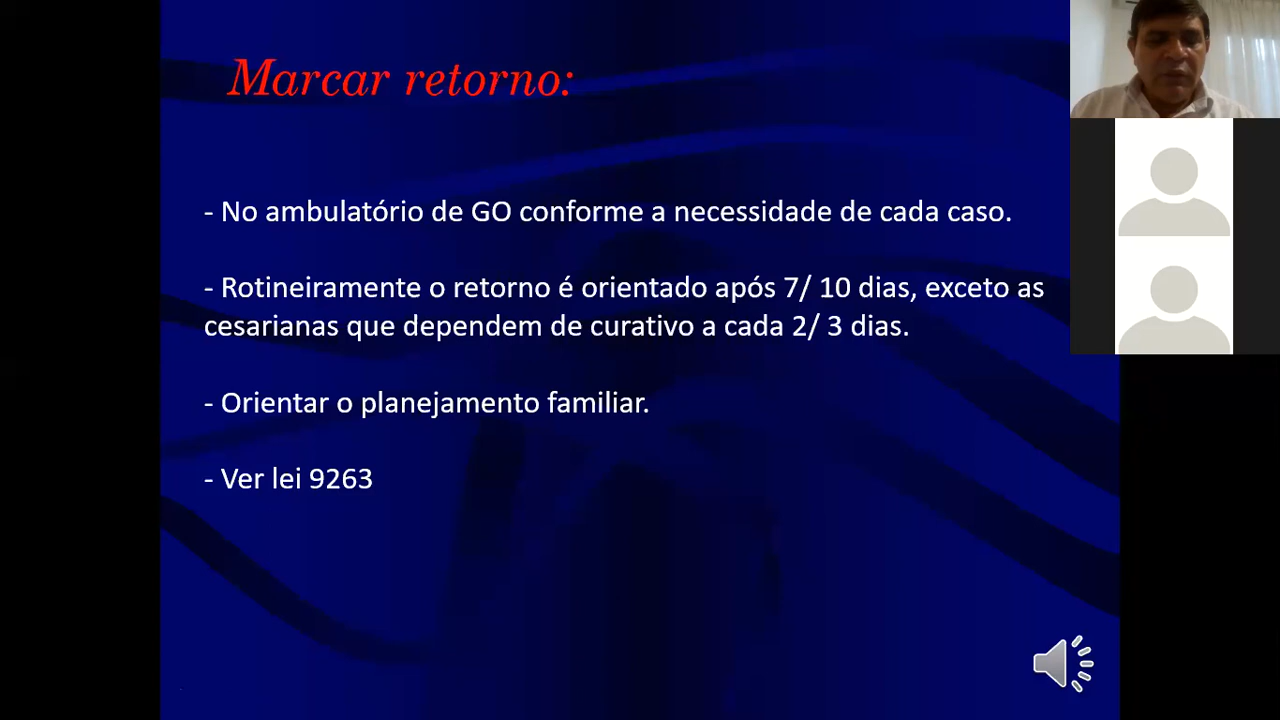 Marcar retorno:
- No ambulatório de GO conforme a necessidade de cada caso.
- Rotineiramente o retorno é orientado após 7/ 10 dias, exceto as
cesarianas que dependem de curativo a cada 2/ 3 dias.
- Orientar o planejamento familiar.
- Ver lei 9263